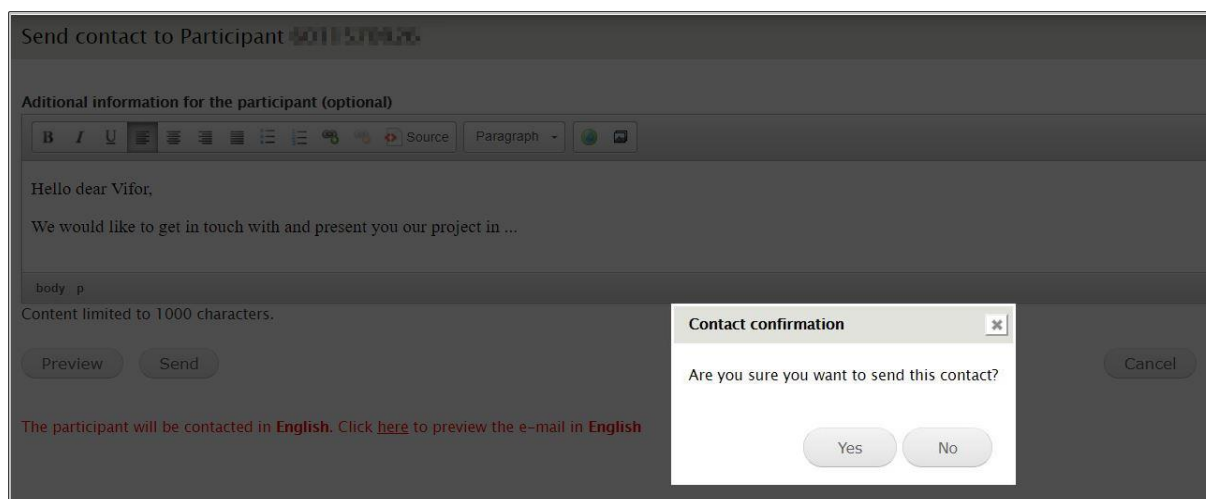 Send contact to Participant
Aditional information for the participant (optional)
B I U Source Paragraph
Hello dear Vifor,
We would like to get in touch with and present you our project in ...
body p
Content limited to 1000 characters.
Preview Send Cancel
The participant will be contacted in English. Click here to preview the e-mail in English
Contact confirmation
Are you sure you want to send this contact?
Yes No